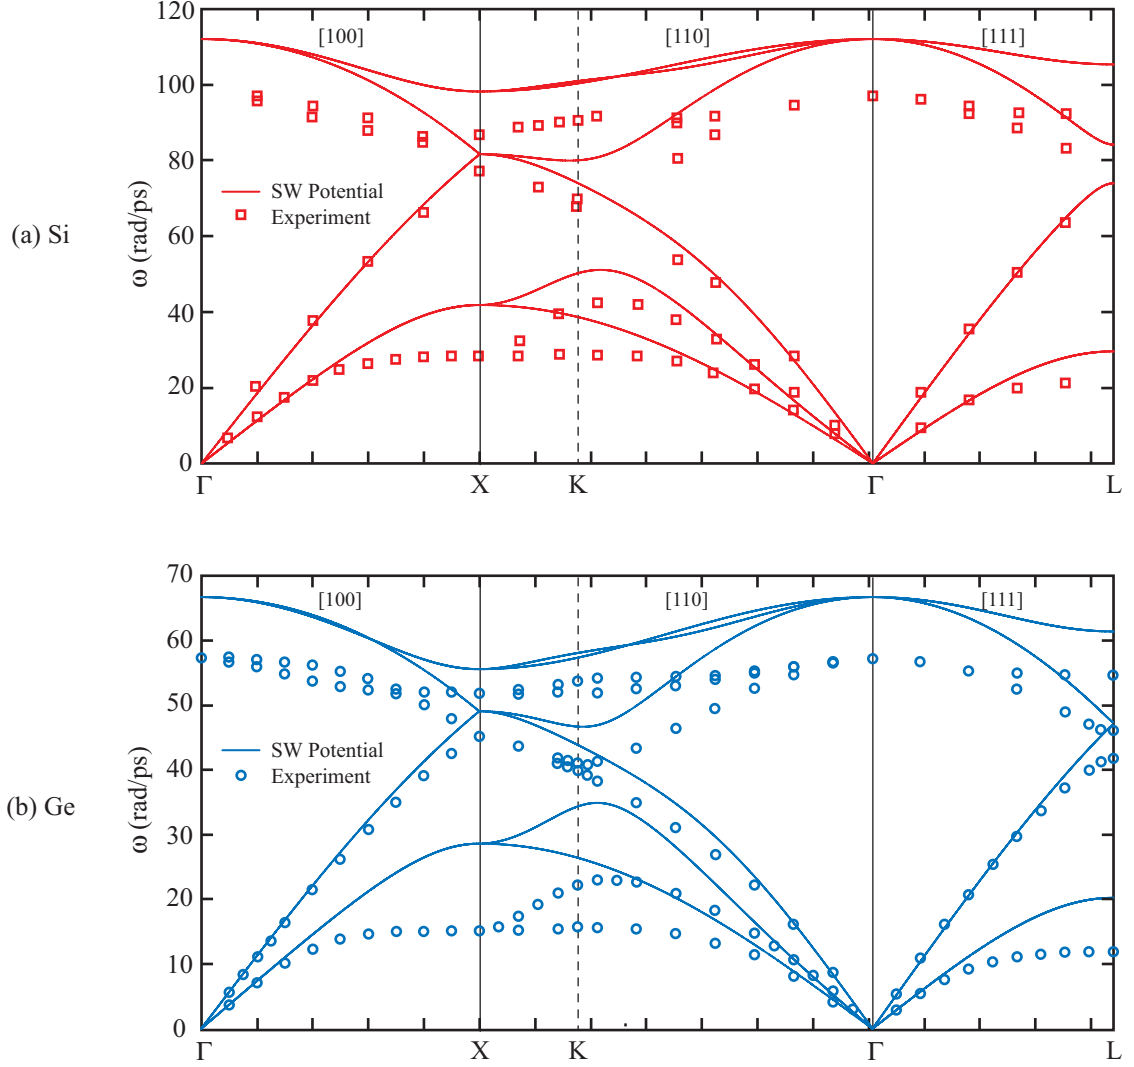 120
[100] [110] [111]
100
80
SW Potential
Experiment
(a) Si
ω (rad/ps)
60
40
20
0
Γ X K Γ L
70
[100] [110] [111]
60
50
SW Potential
Experiment
40
(b) Ge
ω (rad/ps)
30
20
10
0
Γ X K Γ L